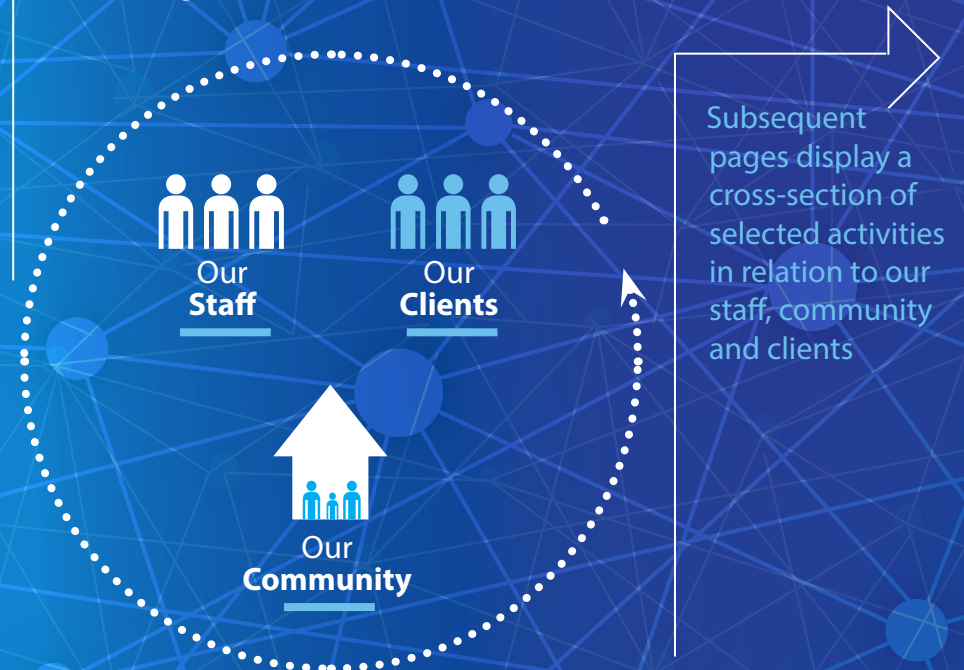 Our
Staff
Our
Clients
Our
Community
Subsequent
pages display a
cross-section of
selected activities
in relation to our
staff, community
and clients